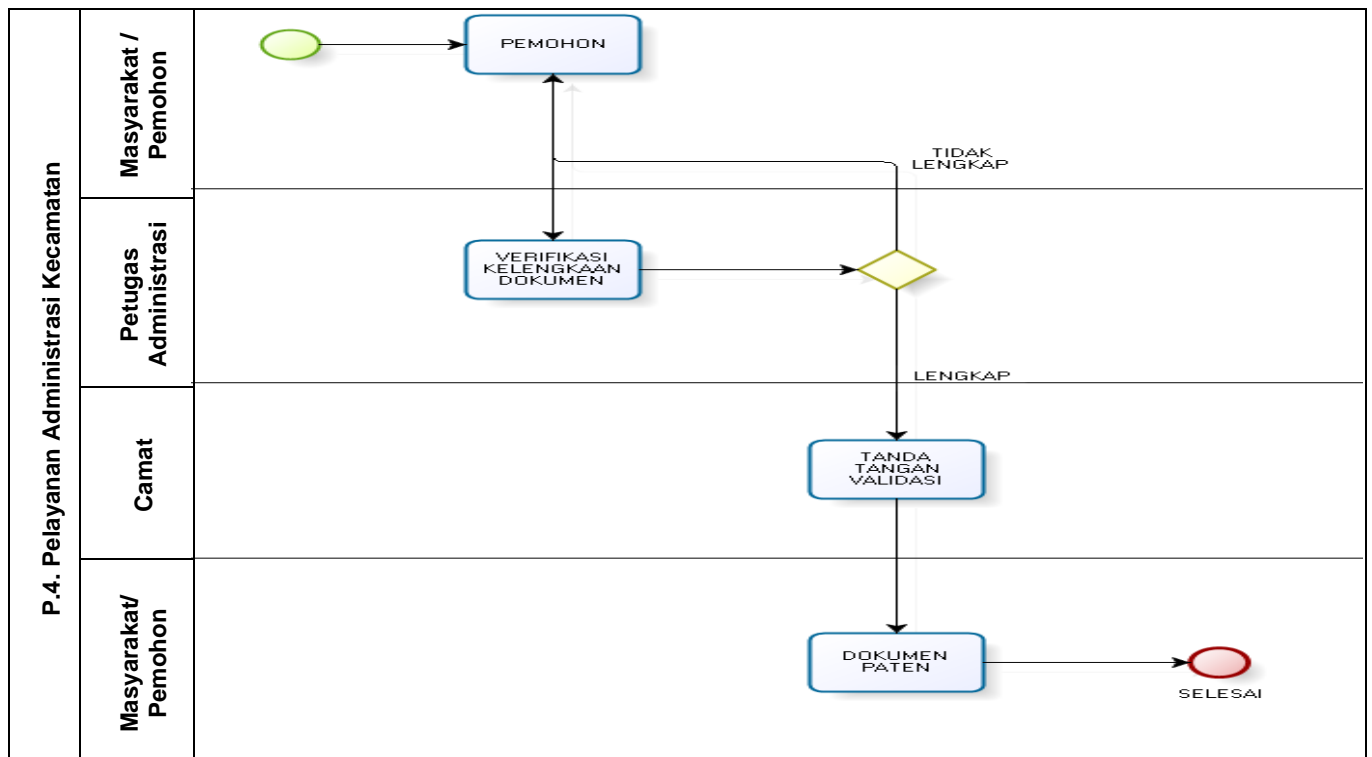 P.4. Pelayanan Administrasi Kecamatan
Masyarakat /
Pemohon
PEMOHON
TIDAK
LENGKAP
Petugas
Administrasi
VERIFIKASI
KELENGKAAN
DOKUMEN
LENGKAP
Camat
TANDA
TANGAN
VALIDASI
Masyarakat/
Pemohon
DOKUMEN
PATEN
SELESAI